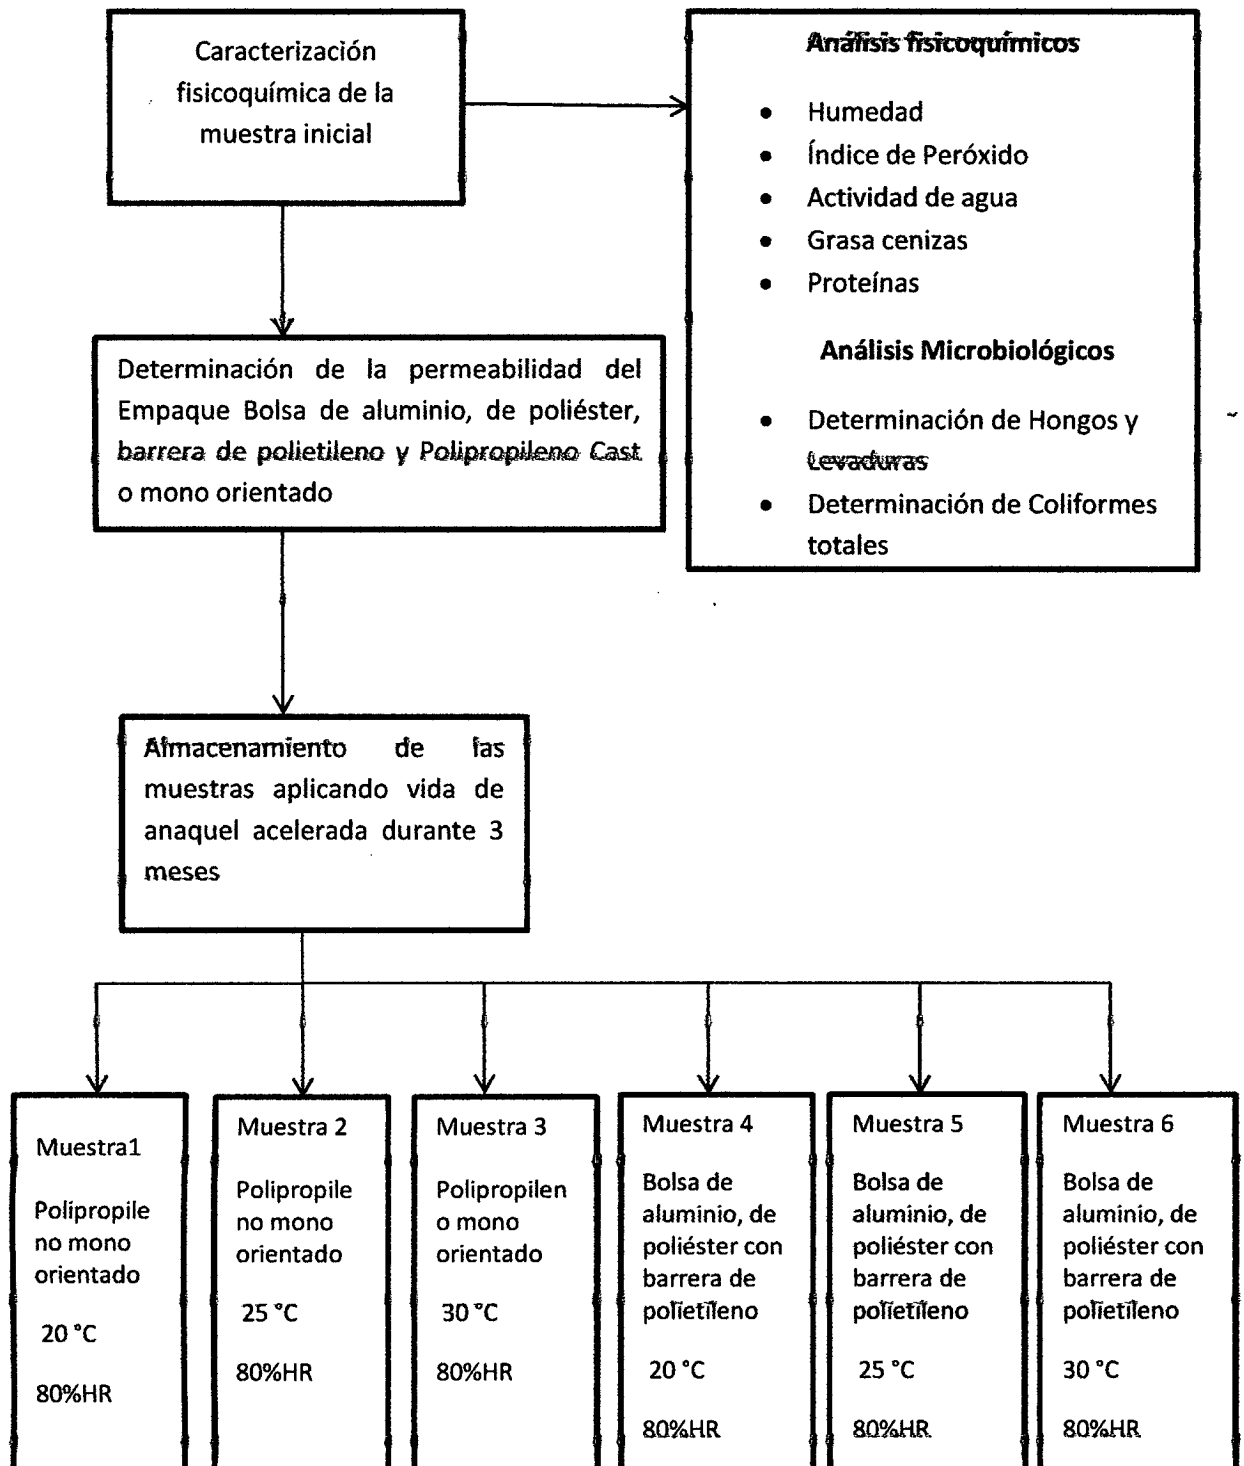 Caracterización
fisicoquímica de la
muestra inicial
Análisis fisicoquímicos
• Humedad
• Índice de Peróxido
• Actividad de agua
• Grasa cenizas
• Proteínas
Análisis Microbiológicos
• Determinación de Hongos y
Levaduras
• Determinación de Coliformes
totales
Determinación de la permeabilidad del
Empaque Bolsa de aluminio, de poliéster,
barrera de polietileno y Polipropileno Cast
o mono orientado
Almacenamiento de las
muestras aplicando vida de
anaquel acelerada durante 3
meses
Muestra1
Polipropile
no mono
orientado
20 °C
80%HR
Muestra 2
Polipropile
no mono
orientado
25 °C
80%HR
Muestra 3
Polipropilen
o mono
orientado
30 °C
80%HR
Muestra 4
Bolsa de
aluminio, de
poliéster con
barrera de
polietileno
20 °C
80%HR
Muestra 5
Bolsa de
aluminio, de
poliéster con
barrera de
polietileno
25 °C
80%HR
Muestra 6
Bolsa de
aluminio, de
poliéster con
barrera de
polietileno
30 °C
80%HR